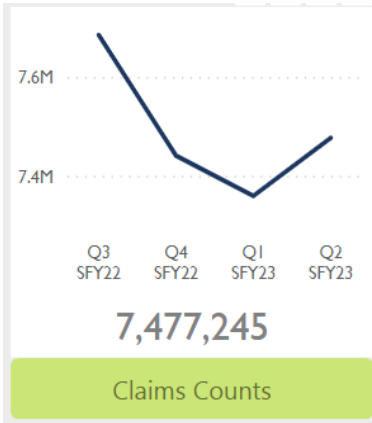 7.6M
7.4M
Q3 Q4 Q1 Q2
SFY22 SFY22 SFY23 SFY23
7,477,245
Claims Counts